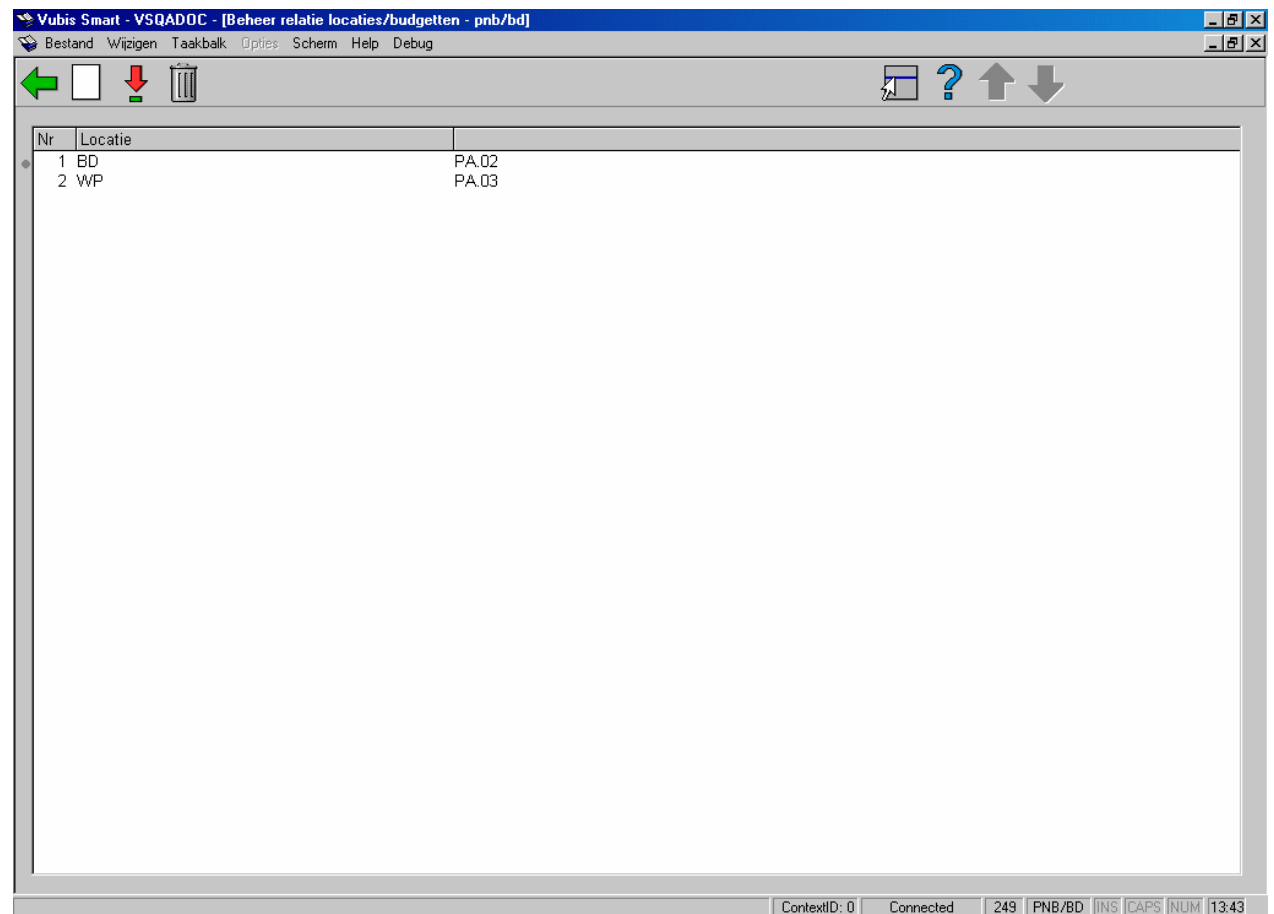 Vubis Smart - VSQADOC - [Beheer relatie locaties/budgetten - pnb/bd]
Bestand Wijzigen Taakbalk Opties Scherm Help Debug
Nr Locatie
1 BD PA.02
2 WP PA.03
ContextID: 0 Connected 249 PNB/BD INS CAPS NUM 13:43